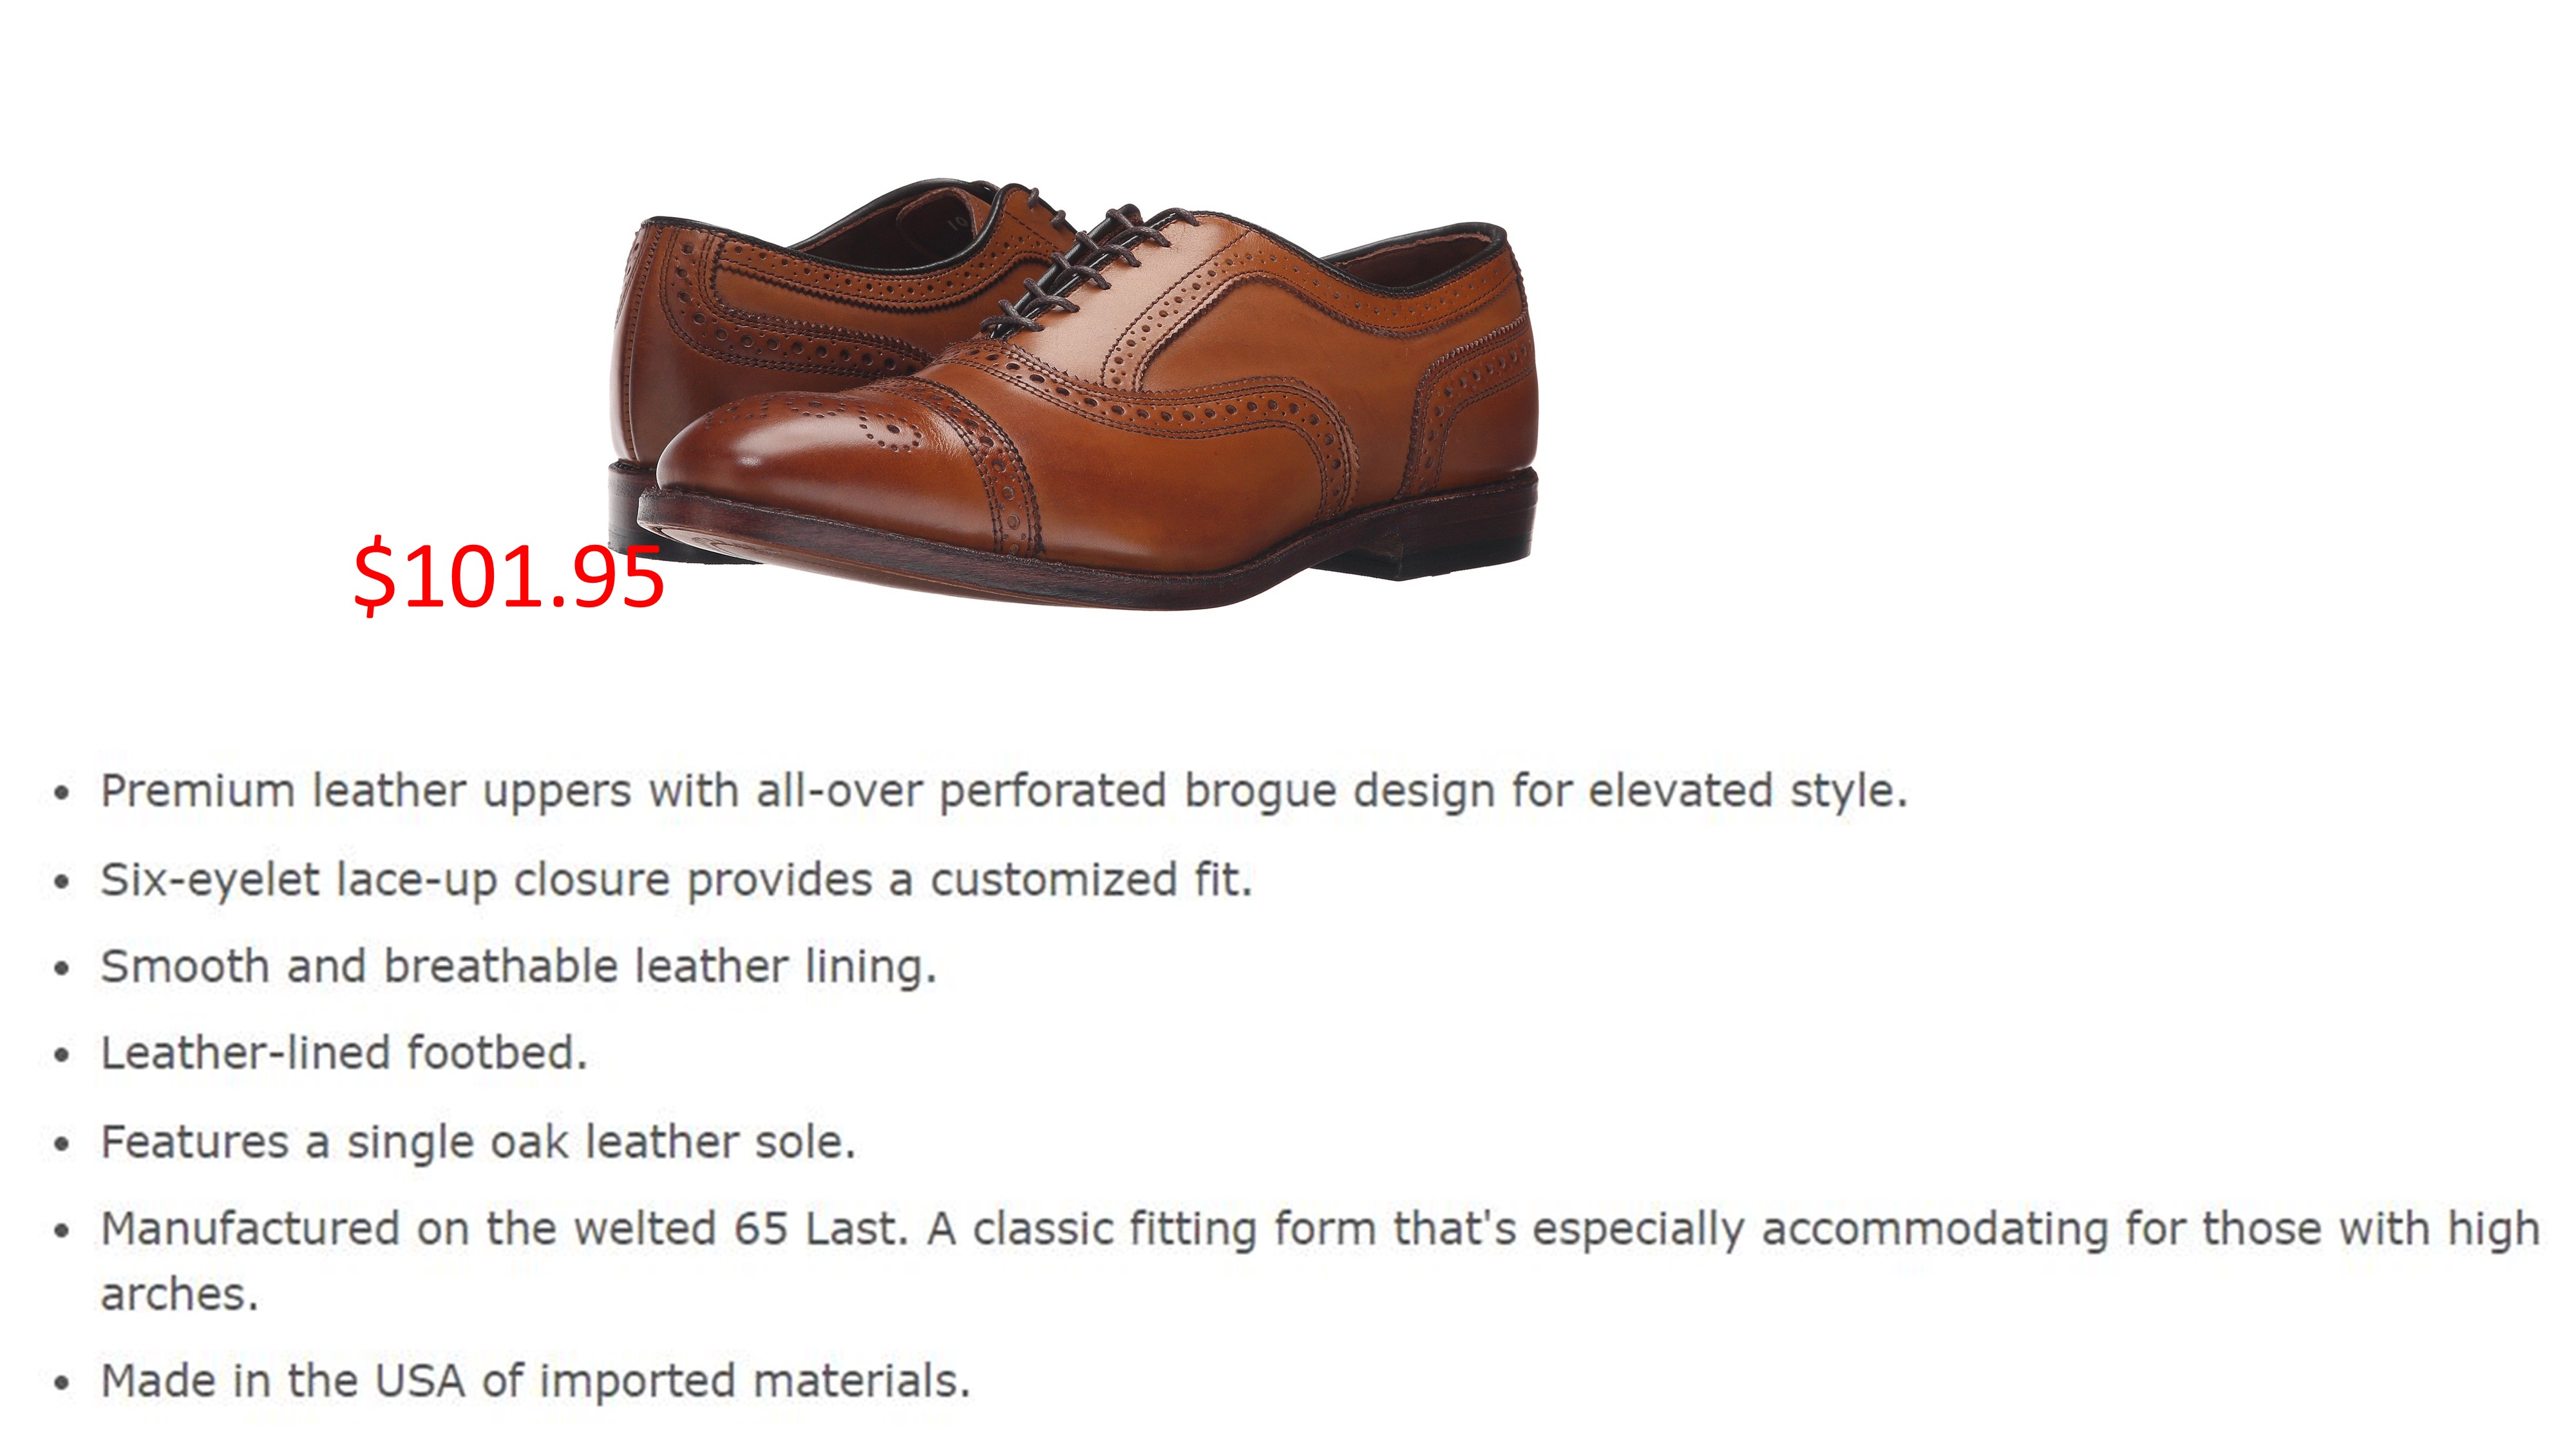 10
$101.95
• Premium leather uppers with all-over perforated brogue design for elevated style.
• Six-eyelet lace-up closure provides a customized fit.
• Smooth and breathable leather lining.
• Leather-lined footbed.
• Features a single oak leather sole.
• Manufactured on the welted 65 Last. A classic fitting form that's especially accommodating for those with high
arches.
• Made in the USA of imported materials.